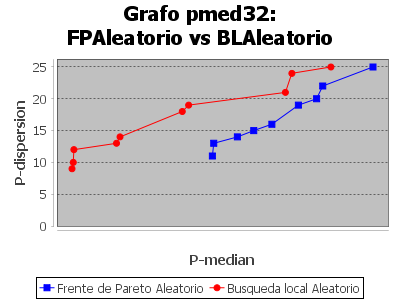 Grafo pmed32:
FPAleatorio vs BLAleatorio
25
20
15
10
5
0
P-dispersion
P-median
Frente de Pareto Aleatorio
Busqueda local Aleatorio